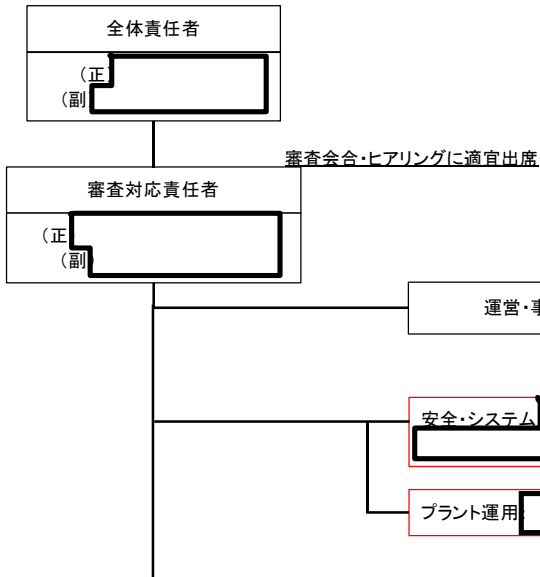 全体責任者
(正)
(副
審査会合・ヒアリングに適宜出席
審査対応責任者
(正
(副)
運営・事
安全・システム
プラント運用: